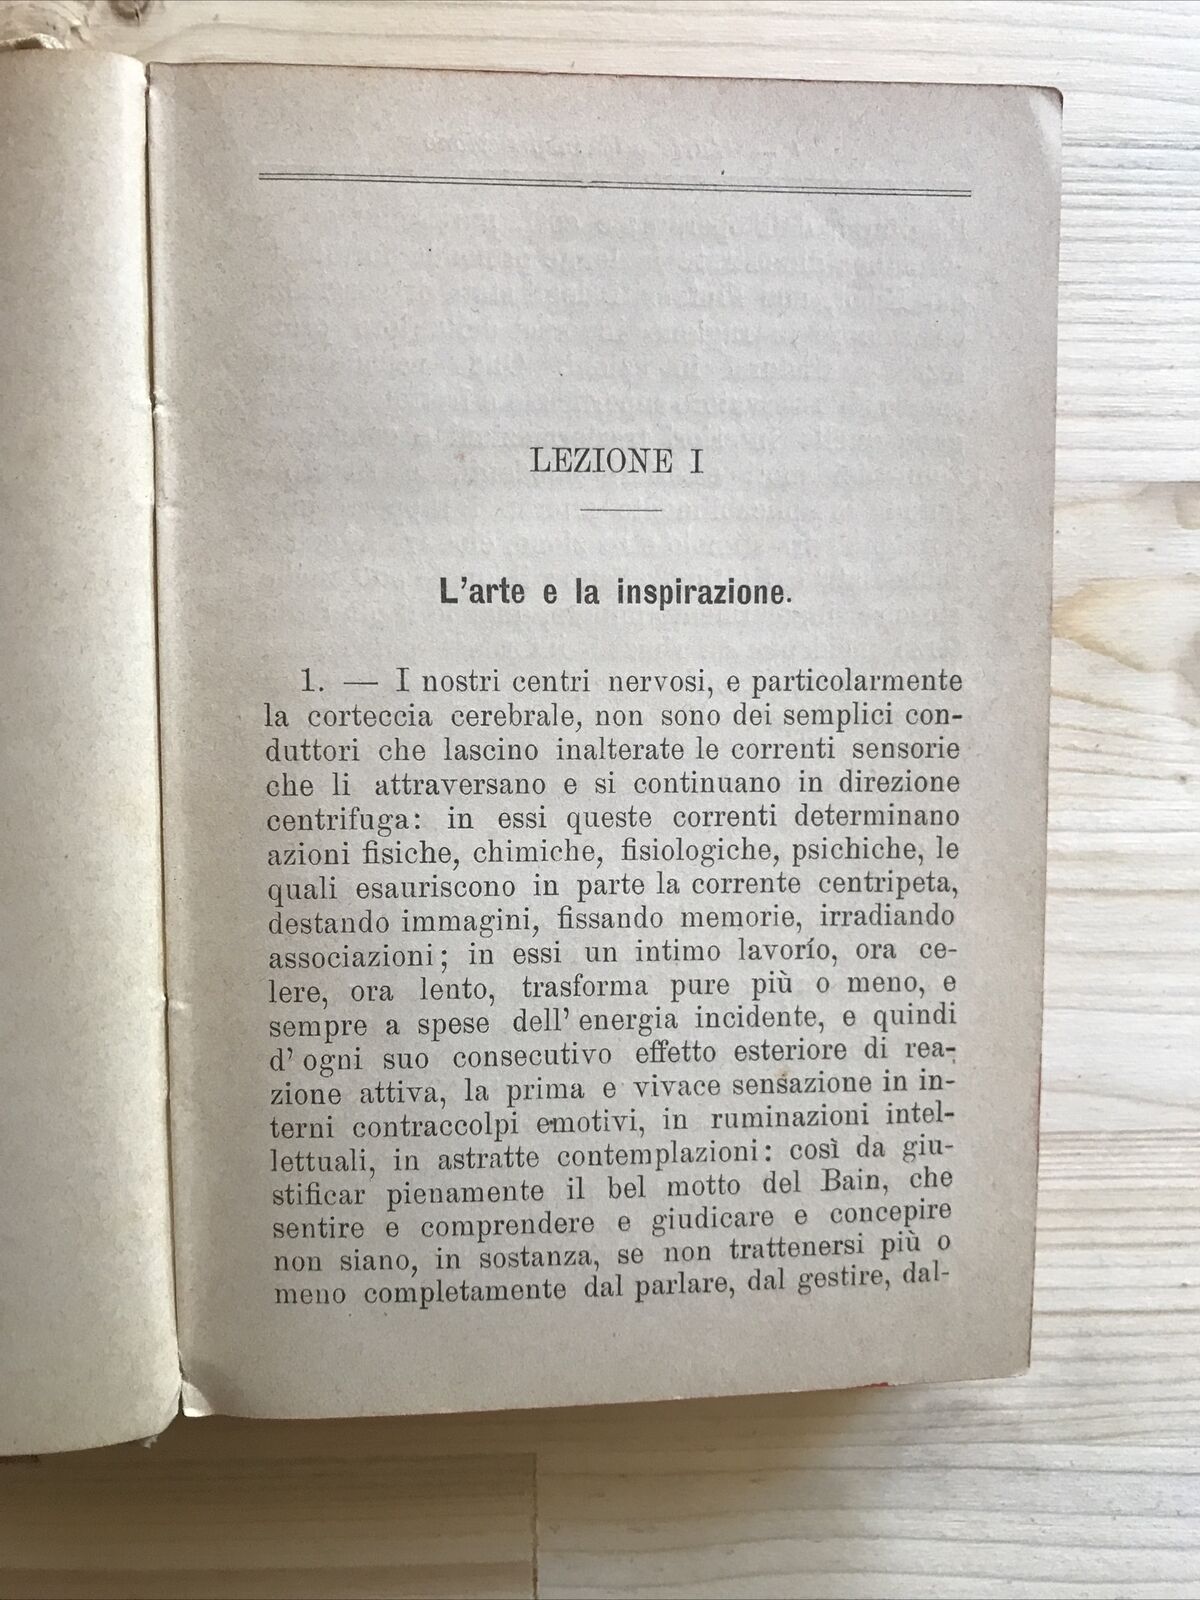 LEZIONE I
L'arte e la inspirazione.
1. — I nostri centri nervosi, e particolarmente
la corteccia cerebrale, non sono dei semplici con-
duttori che lascino inalterate le correnti sensorie
che li attraversano e si continuano in direzione
centrifuga: in essi queste correnti determinano
azioni fisiche, chimiche, fisiologiche, psichiche, le
quali esauriscono in parte la corrente centripeta,
destando immagini, fissando memorie, irradiando
associazioni; in essi un intimo lavorío, ora ce-
lere, ora lento, trasforma pure più o meno, e
sempre a spese dell' energia incidente, e quindi
d' ogni suo consecutivo effetto esteriore di rea-
zione attiva, la prima e vivace sensazione in in-
terni contraccolpi emotivi, in ruminazioni intel-
lettuali, in astratte contemplazioni: così da giu-
stificar pienamente il bel motto del Bain, che
sentire e comprendere e giudicare e concepire
non siano, in sostanza, se non trattenersi più o
meno completamente dal parlare, dal gestire, dal-